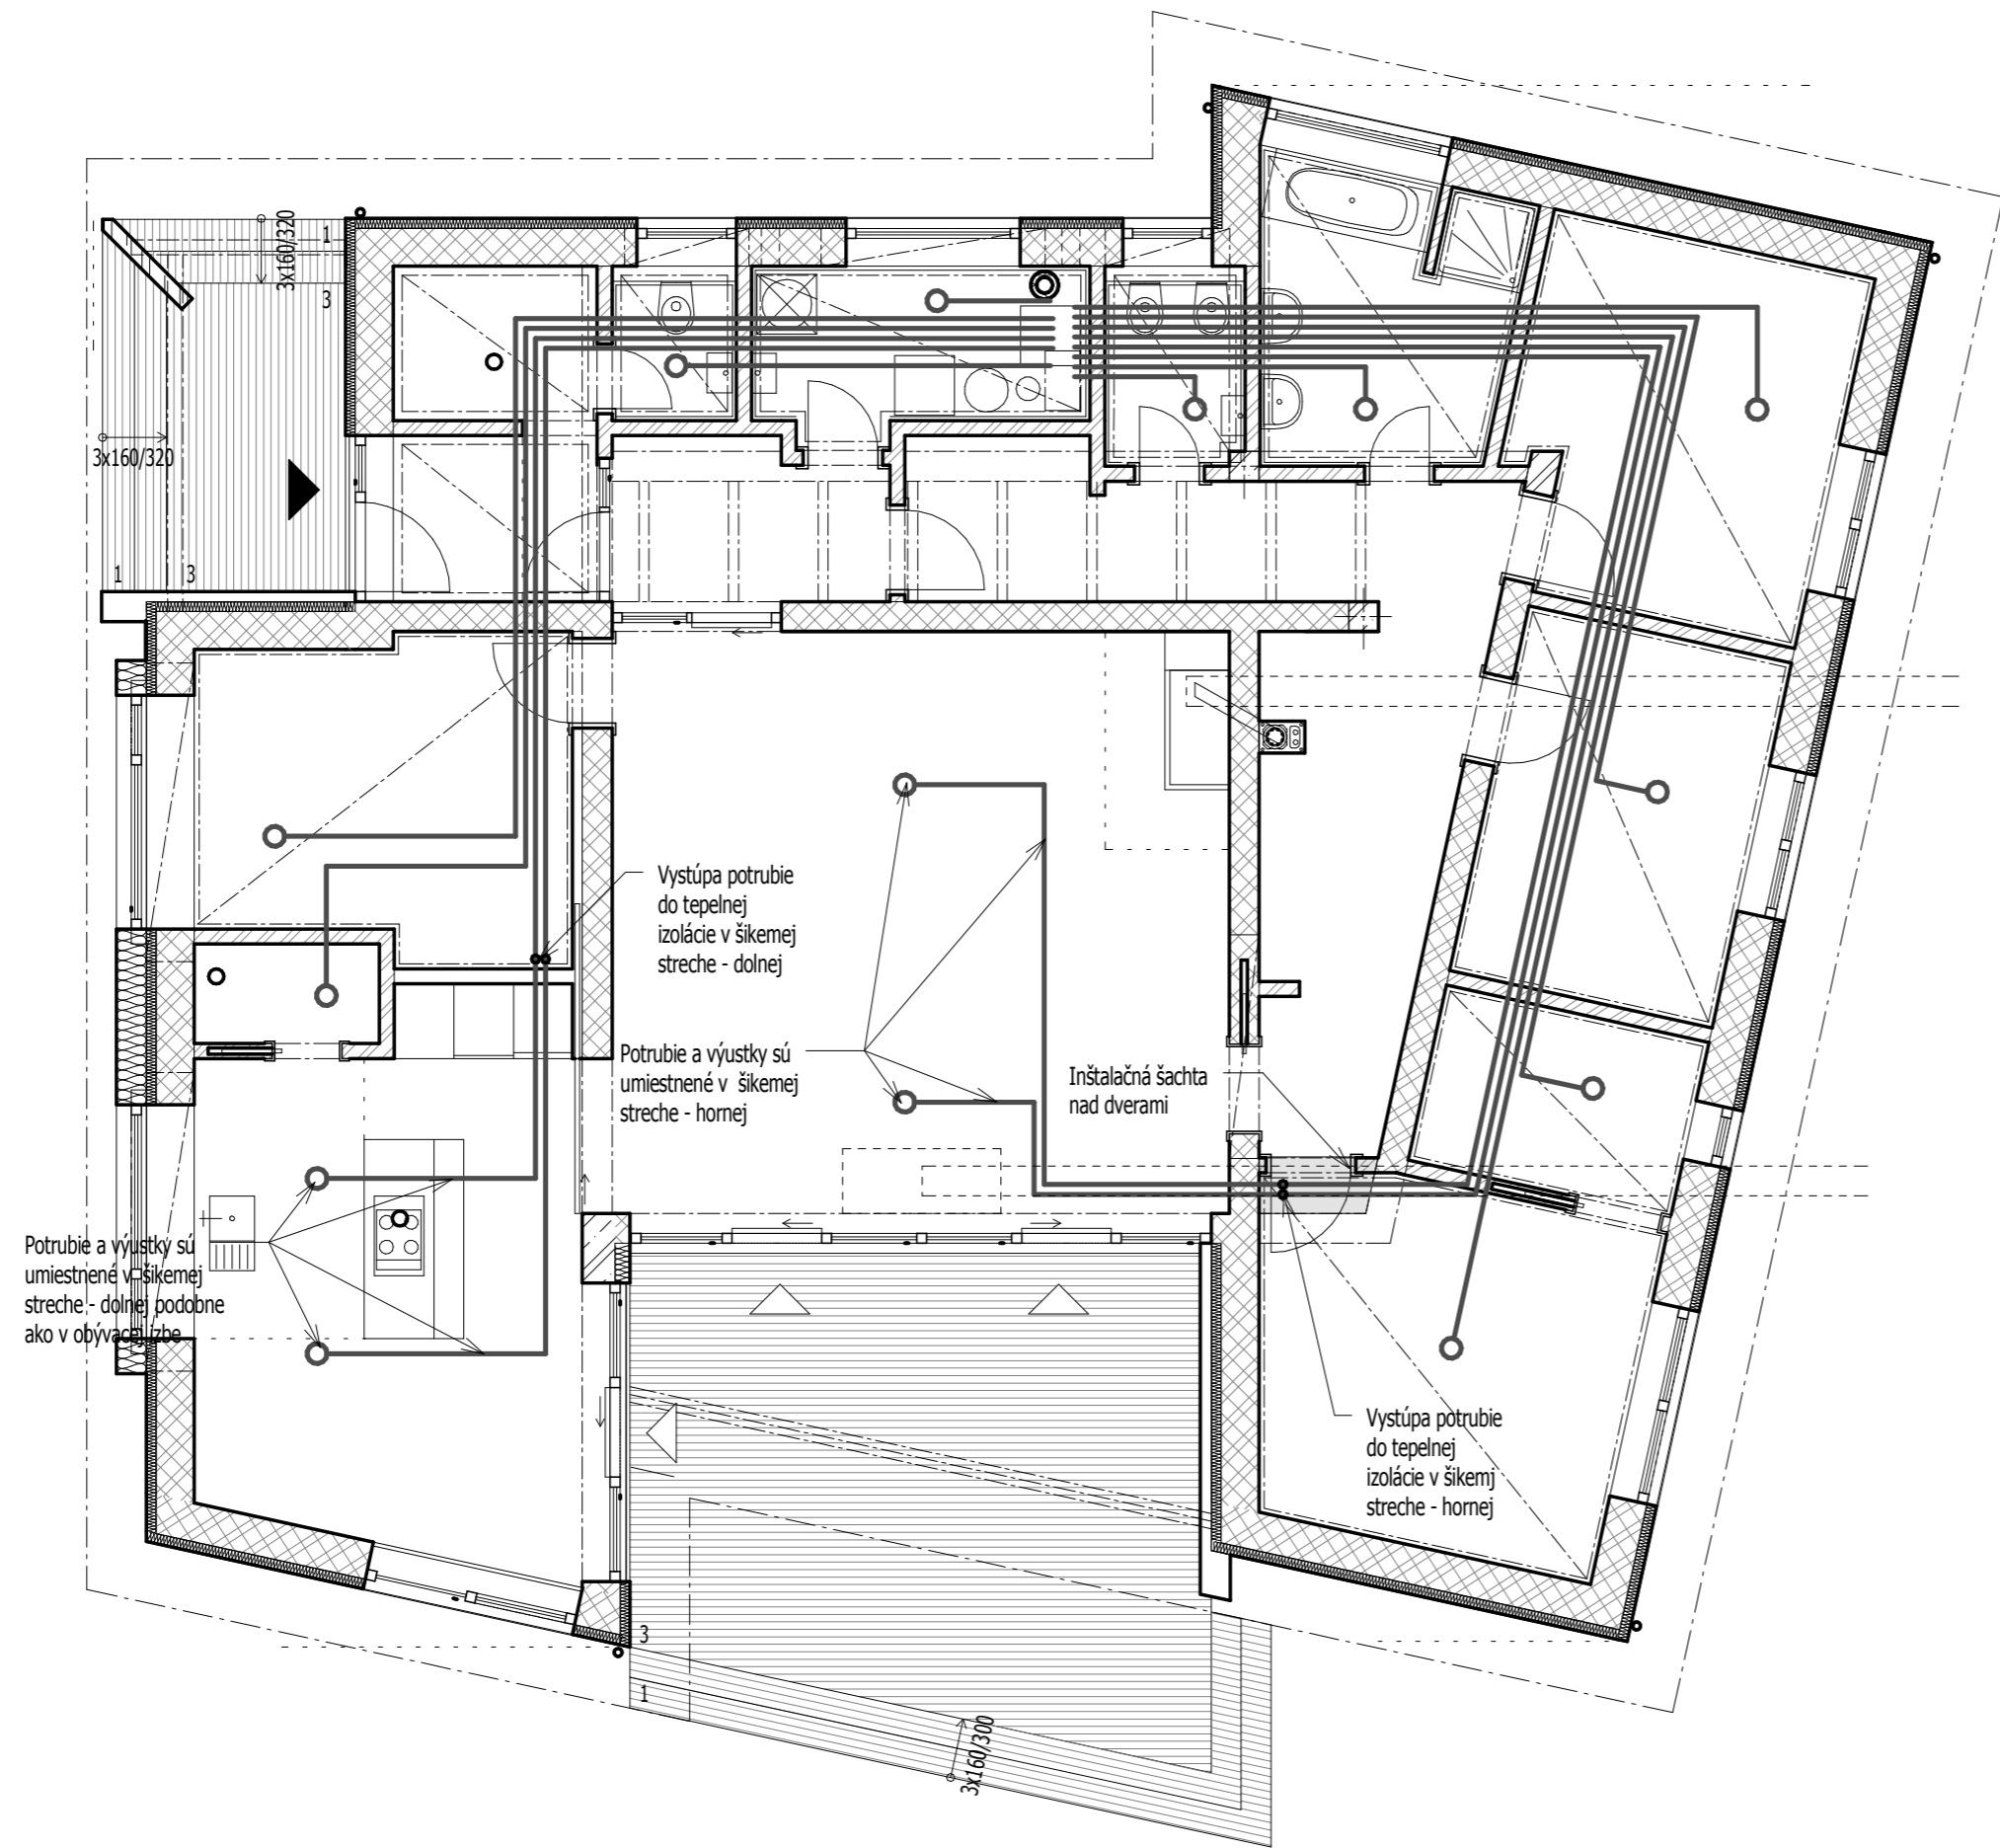 3x160/320
1
3
3x160/320
1
3
Vystúpa potrubie
do tepelnej
izolácie v šikemej
streche - dolnej
Potrubie a výustky sú
umiestnené v  šikemej
streche - hornej
Inštalačná šachta
nad dverami
Potrubie a výustky sú
umiestnené v šikemej
streche - dolnej podobne
ako v obývacej izbe
Vystúpa potrubie
do tepelnej
izolácie v šikemj
streche - hornej
3
1
3x160/300